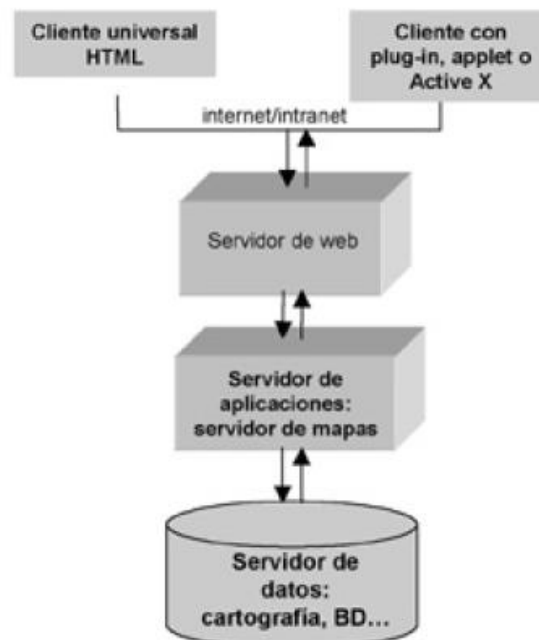 Cliente universal
HTML
Cliente con
plug-in, applet o
Active X
internet/intranet
Servidor de web
Servidor de
aplicaciones:
servidor de mapas
Servidor de
datos:
cartografía, BD...